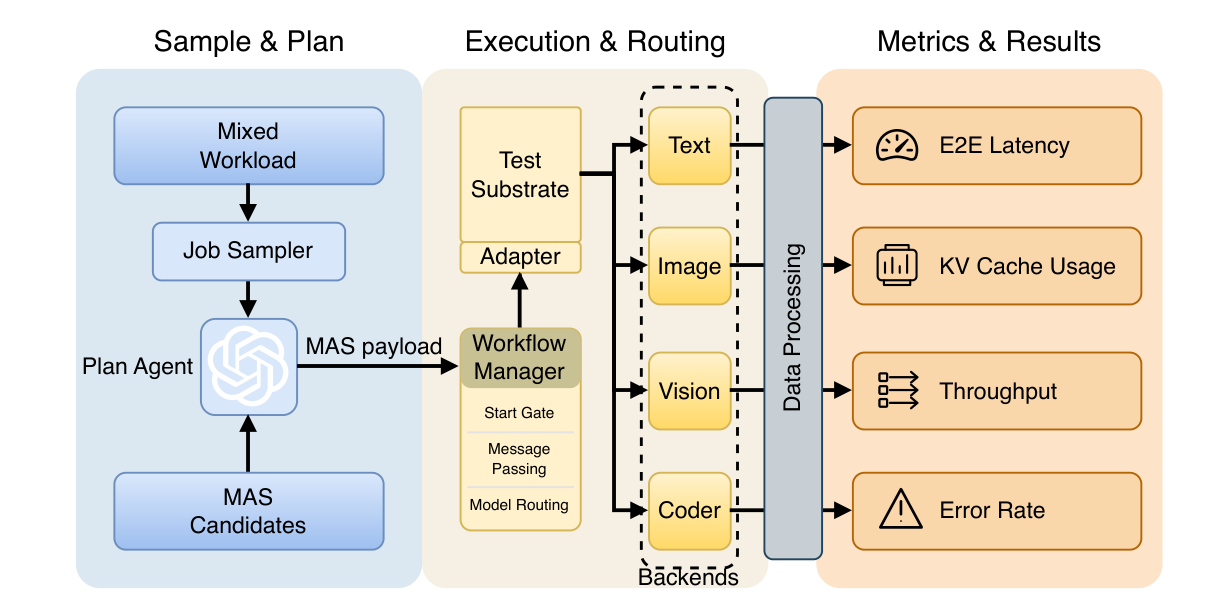 Sample & Plan
Mixed
Workload
Job Sampler
Plan Agent
MAS payload
MAS
Candidates
Execution & Routing
Test
Substrate
Adapter
Workflow
Manager
Start Gate
Message
Passing
Model Routing
Text
Image
Vision
Coder
Backends
Data Processing
Metrics & Results
E2E Latency
KV Cache Usage
Throughput
Error Rate